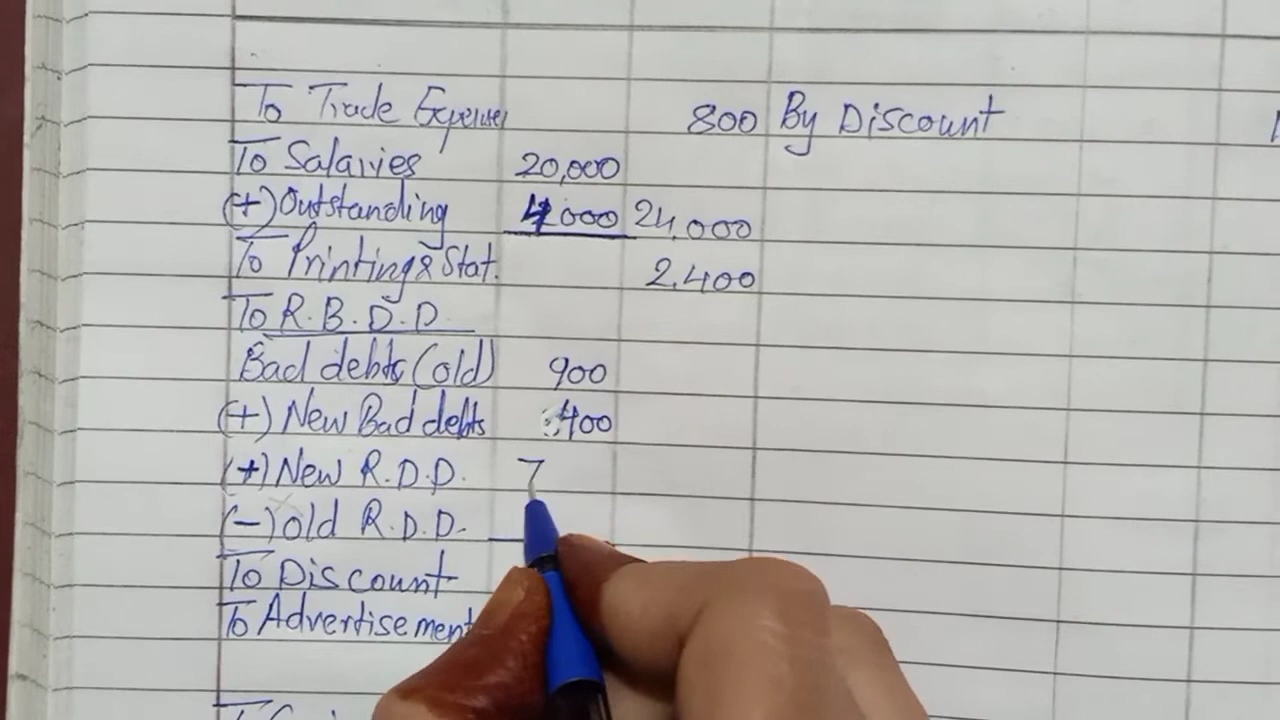 To Trade Expenses 800 By Discount
To Salaries 20,000
(+) Outstanding 4000 24,000
To Printing & Stat. 2,400
To R.B.D.D.
Bad debts (old) 900
(+) New Bad debts 400
(+) New R.D.D. 7
(-) old R.D.D.
To Discount
To Advertisement